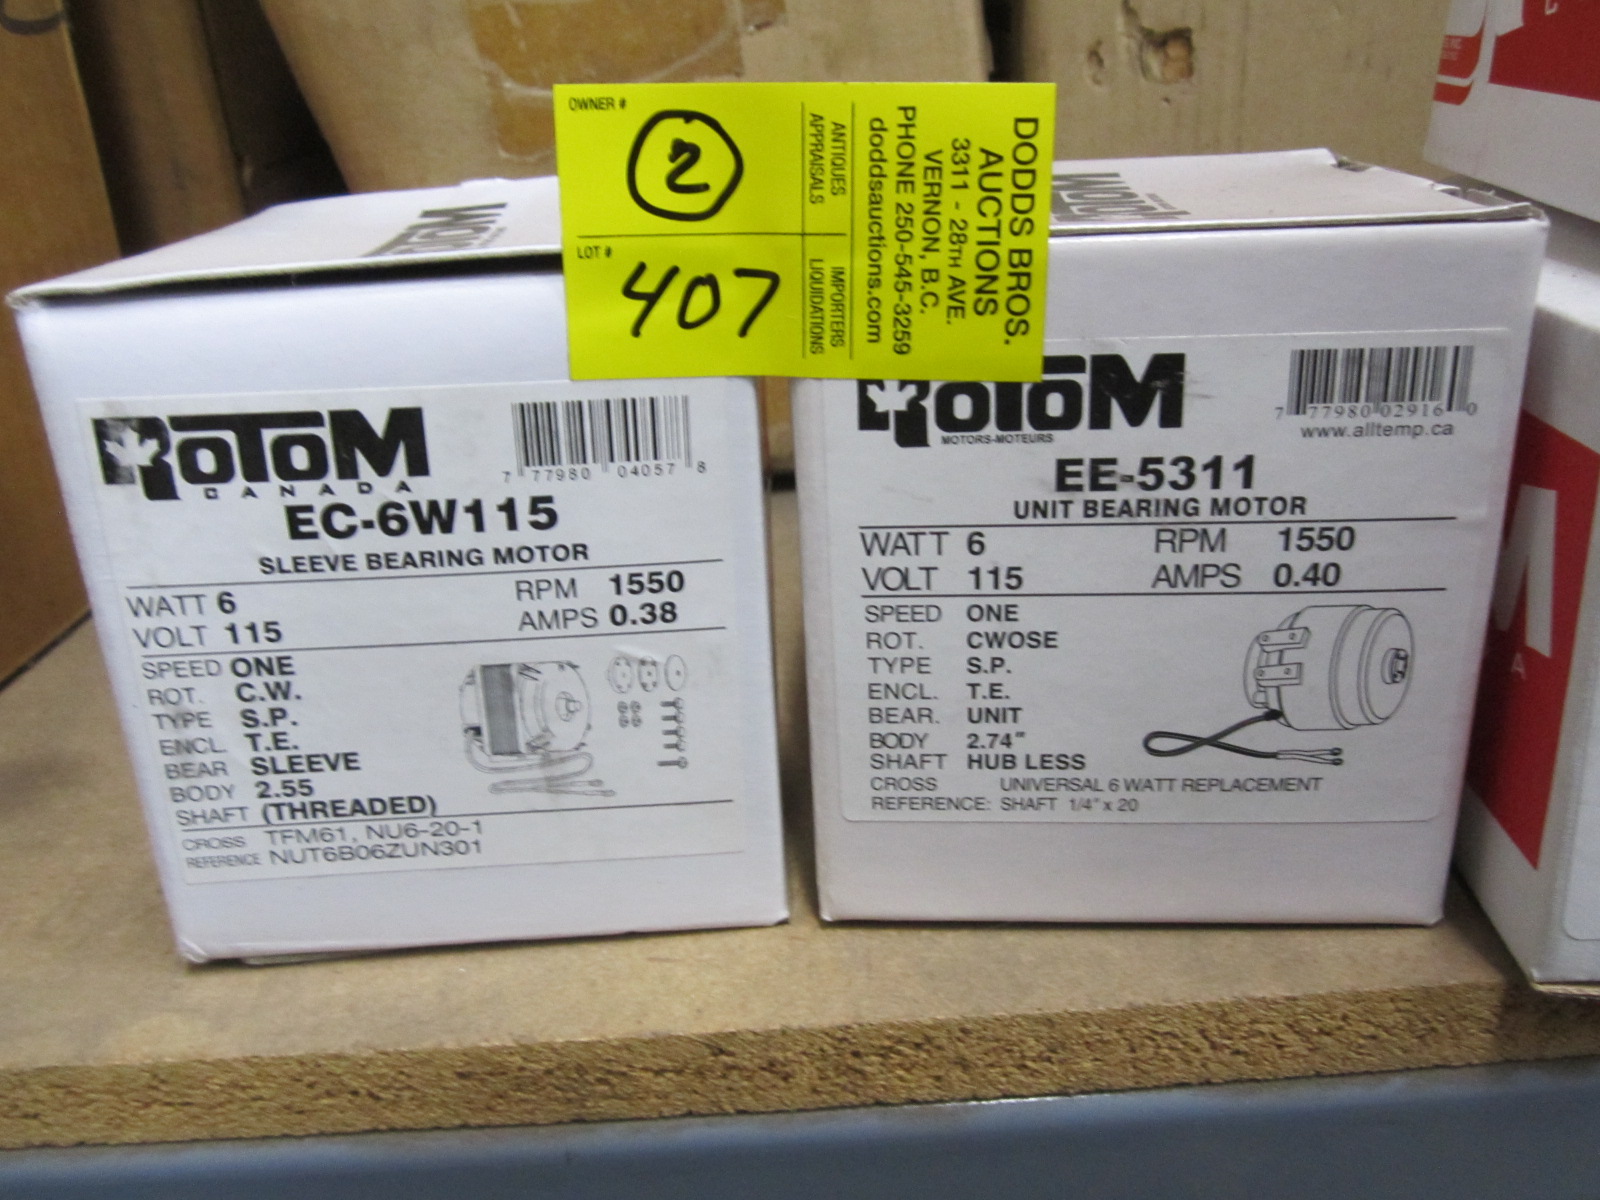 OWNER #
2
LOT #
407
ANTIQUES IMPORTERS
APPRAISALS LIQUIDATIONS
DODDS BROS.
AUCTIONS
3311 - 28TH AVE.
VERNON, B.C.
PHONE 250-545-3259
doddsauctions.com
ROTOM
ROTOM
CANADA
7 77980 04057 8
EC-6W115
SLEEVE BEARING MOTOR
WATT 6 RPM 1550
VOLT 115 AMPS 0.38
SPEED ONE
ROT. C.W.
TYPE S.P.
ENCL. T.E.
BEAR SLEEVE
BODY 2.55
SHAFT (THREADED)
CROSS TFM61, NU6-20-1
REFERENCE NUT6B06ZUN301
ROTOM
ROTOM
MOTORS-MOTEURS
7 77980 02916 0
www.alltemp.ca
EE-5311
UNIT BEARING MOTOR
WATT 6 RPM 1550
VOLT 115 AMPS 0.40
SPEED ONE
ROT. CWOSE
TYPE S.P.
ENCL. T.E.
BEAR. UNIT
BODY 2.74"
SHAFT HUB LESS
CROSS UNIVERSAL 6 WATT REPLACEMENT
REFERENCE: SHAFT 1/4" x 20
M
A